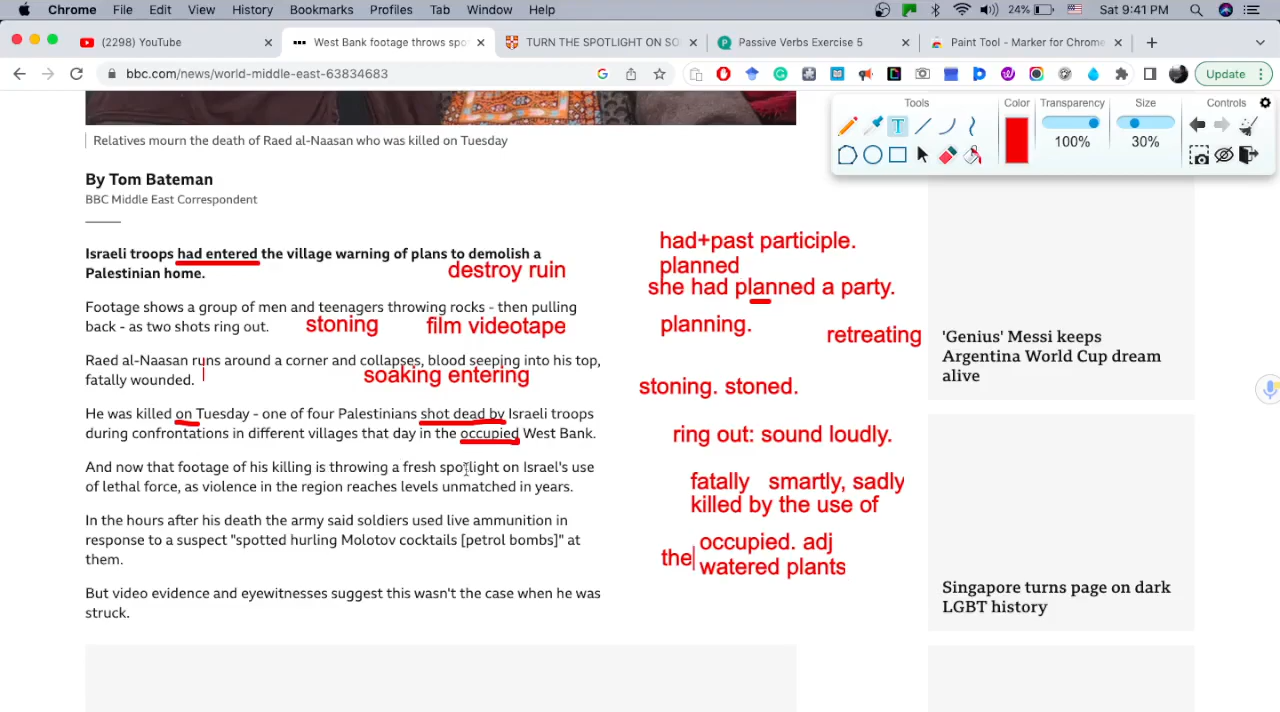 Chrome File Edit View History Bookmarks Profiles Tab Window Help 24% Sat 9:41 PM
(2298) YouTube West Bank footage throws spo TURN THE SPOTLIGHT ON SO Passive Verbs Exercise 5 Paint Tool - Marker for Chrome
bbc.com/news/world-middle-east-63834683 Update
Tools Color Transparency Size Controls
100% 30%
Relatives mourn the death of Raed al-Naasan who was killed on Tuesday
By Tom Bateman
BBC Middle East Correspondent
Israeli troops had entered the village warning of plans to demolish a
Palestinian home.
destroy ruin
Footage shows a group of men and teenagers throwing rocks - then pulling
back - as two shots ring out.
stoning film videotape
Raed al-Naasan runs around a corner and collapses, blood seeping into his top,
fatally wounded.
soaking entering
He was killed on Tuesday - one of four Palestinians shot dead by Israeli troops
during confrontations in different villages that day in the occupied West Bank.
And now that footage of his killing is throwing a fresh spotlight on Israel's use
of lethal force, as violence in the region reaches levels unmatched in years.
In the hours after his death the army said soldiers used live ammunition in
response to a suspect "spotted hurling Molotov cocktails [petrol bombs]" at
them.
But video evidence and eyewitnesses suggest this wasn't the case when he was
struck.
had+past participle.
planned
she had planned a party.
planning.
retreating
stoning. stoned.
ring out: sound loudly.
fatally smartly, sadly
killed by the use of
occupied. adj
the
watered plants
'Genius' Messi keeps
Argentina World Cup dream
alive
Singapore turns page on dark
LGBT history